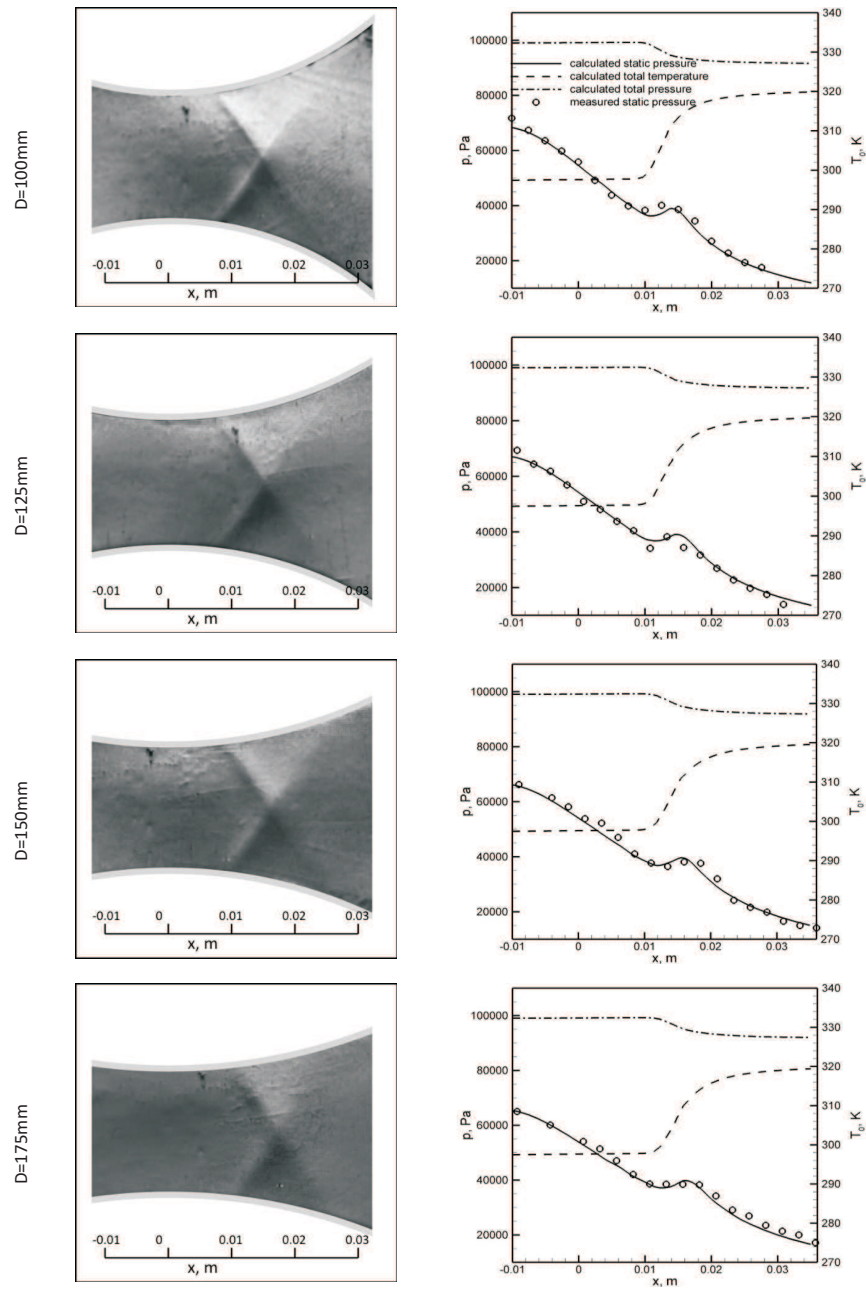 D=100mm
-0.01 0 0.01 0.02 0.03
x, m
100000
80000
60000
40000
20000
p, Pa
calculated static pressure
calculated total temperature
calculated total pressure
measured static pressure
340
330
320
310
300
290
280
270
T0, K
-0.01 0 0.01 0.02 0.03
x, m
D=125mm
-0.01 0 0.01 0.02 0.03
x, m
100000
80000
60000
40000
20000
p, Pa
340
330
320
310
300
290
280
270
T0, K
-0.01 0 0.01 0.02 0.03
x, m
D=150mm
-0.01 0 0.01 0.02 0.03
x, m
100000
80000
60000
40000
20000
p, Pa
340
330
320
310
300
290
280
270
T0, K
-0.01 0 0.01 0.02 0.03
x, m
D=175mm
-0.01 0 0.01 0.02 0.03
x, m
100000
80000
60000
40000
20000
p, Pa
340
330
320
310
300
290
280
270
T0, K
-0.01 0 0.01 0.02 0.03
x, m